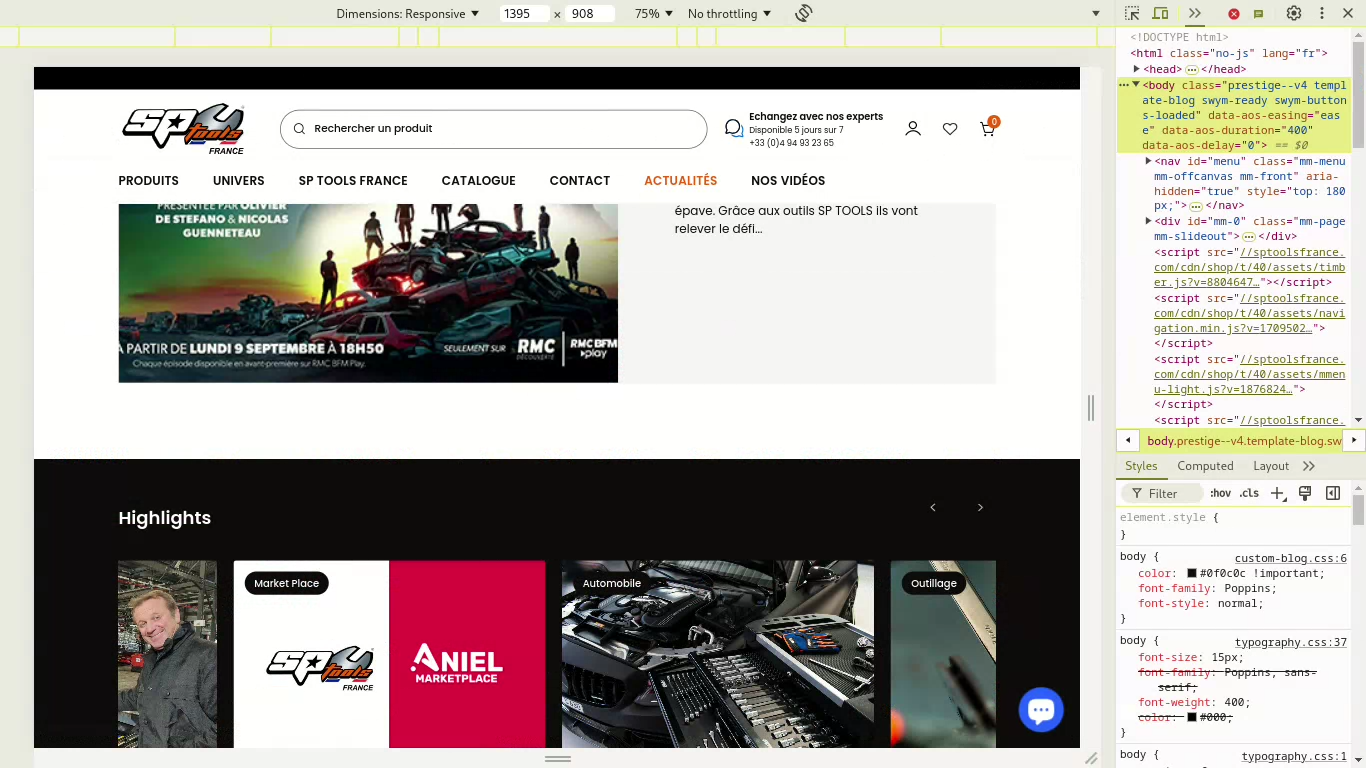 Dimensions: Responsive
1395 × 908
75%
No throttling
SP
tools
FRANCE
Rechercher un produit
Echangez avec nos experts
Disponible 5 jours sur 7
+33 (0)4 94 93 23 65
0
PRODUITS
UNIVERS
SP TOOLS FRANCE
CATALOGUE
CONTACT
ACTUALITÉS
NOS VIDÉOS
PRÉSENTÉE PAR OLIVIER
DE STEFANO & NICOLAS
GUENNETEAU
À PARTIR DE LUNDI 9 SEPTEMBRE À 18H50
Chaque épisode disponible en avant-première sur RMC BFM Play.
SEULEMENT SUR
RMC
DÉCOUVERTE
RMC BFM
play
épave. Grâce aux outils SP TOOLS ils vont
relever le défi...
Highlights
Market Place
SP
tools
FRANCE
ANIEL
MARKETPLACE
Automobile
Outillage
<!DOCTYPE html>
<html class="no-js" lang="fr">
<head> … </head>
<body class="prestige--v4 templ
ate-blog swym-ready swym-button
s-loaded" data-aos-easing="eas
e" data-aos-duration="400"
data-aos-delay="0"> == $0
<nav id="menu" class="mm-menu
mm-offcanvas mm-front" aria-
hidden="true" style="top: 180
px;"> … </nav>
<div id="mm-0" class="mm-page
mm-slideout"> … </div>
<script src="//sptoolsfrance.
com/cdn/shop/t/40/assets/timb
er.js?v=8804647…"></script>
<script src="//sptoolsfrance.
com/cdn/shop/t/40/assets/navi
gation.min.js?v=1709502…">
</script>
<script src="//sptoolsfrance.
com/cdn/shop/t/40/assets/mmen
u-light.js?v=1876824…">
</script>
<script src="//sptoolsfrance.
body.prestige--v4.template-blog.sw
Styles
Computed
Layout
Filter
:hov
.cls
element.style {
}
body {
custom-blog.css:6
color: #0f0c0c !important;
font-family: Poppins;
font-style: normal;
}
body {
typography.css:37
font-size: 15px;
font-family: Poppins, sans-
serif;
font-weight: 400;
color: #000;
}
body {
typography.css:1